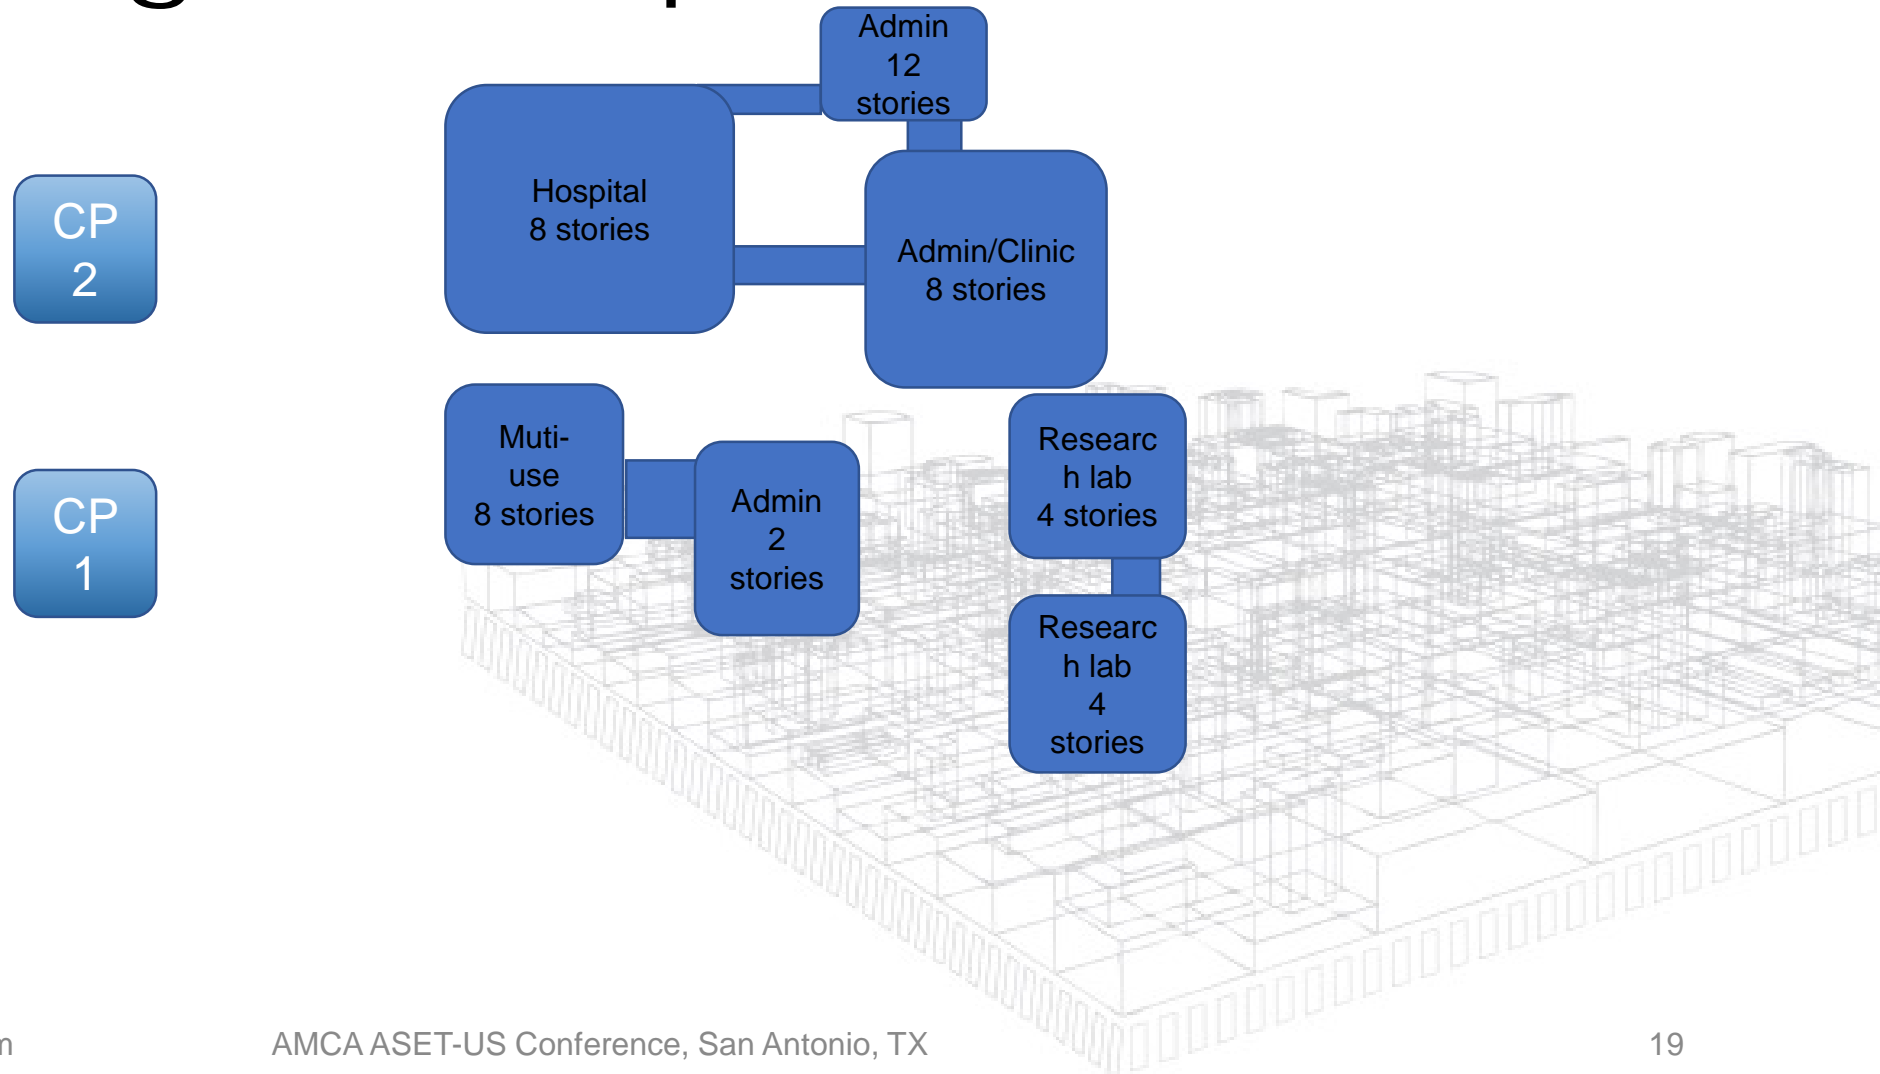 Admin
12
stories
Hospital
8 stories
CP
2
Admin/Clinic
8 stories
Muti-
use
8 stories
Admin
2
stories
Researc
h lab
4 stories
CP
1
Researc
h lab
4
stories
AMCA ASET-US Conference, San Antonio, TX
19